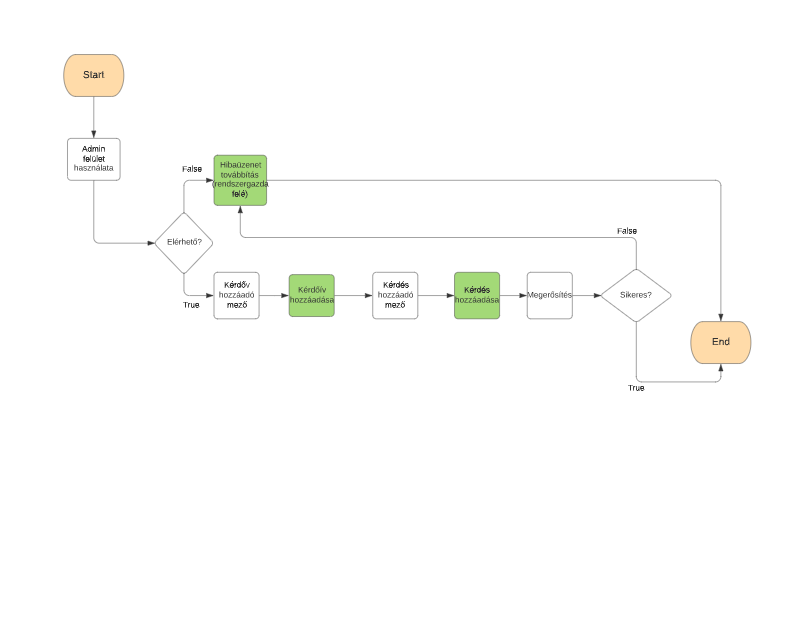 Start
Admin
felület
használata
False
Hibaüzenet
továbbítás
(rendszergazda
felé)
Elérhető?
False
True
Kérdőv
hozzáadó
mező
Kérdőív
hozzáadása
Kérdés
hozzáadó
mező
Kérdés
hozzáadása
Megerősítés
Sikeres?
End
True